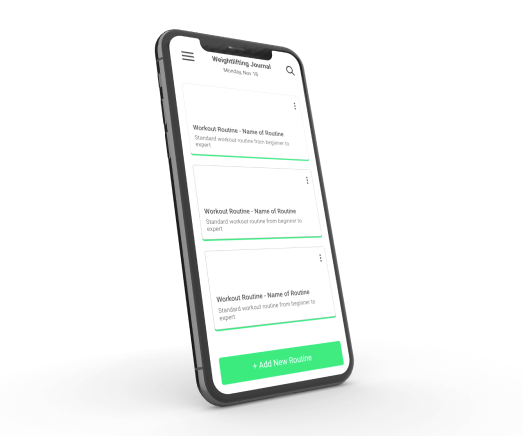 Weightlifting Journal
Monday, Nov 16
Workout Routine - Name of Routine
Standard workout routine from beginner to
expert
Workout Routine - Name of Routine
Standard workout routine from beginner to
expert
Workout Routine - Name of Routine
Standard workout routine from beginner to
expert
+ Add New Routine